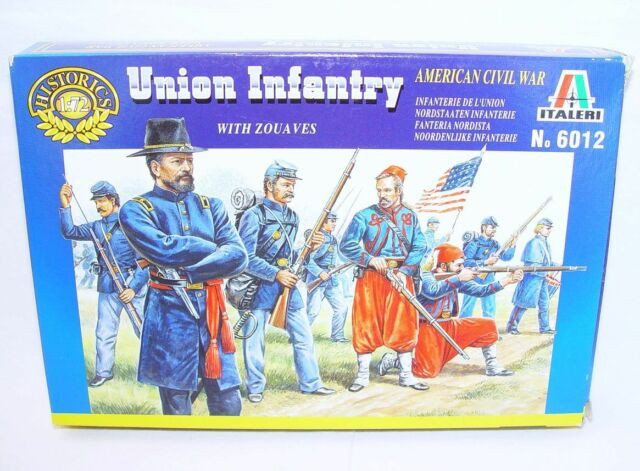 HISTORICS
1:72
Union Infantry
WITH ZOUAVES
AMERICAN CIVIL WAR
INFANTERIE DE L'UNION
NORDSTAATEN INFANTERIE
FANTERIA NORDISTA
NOORDENLIJKE INFANTERIE
ITALERI
No 6012